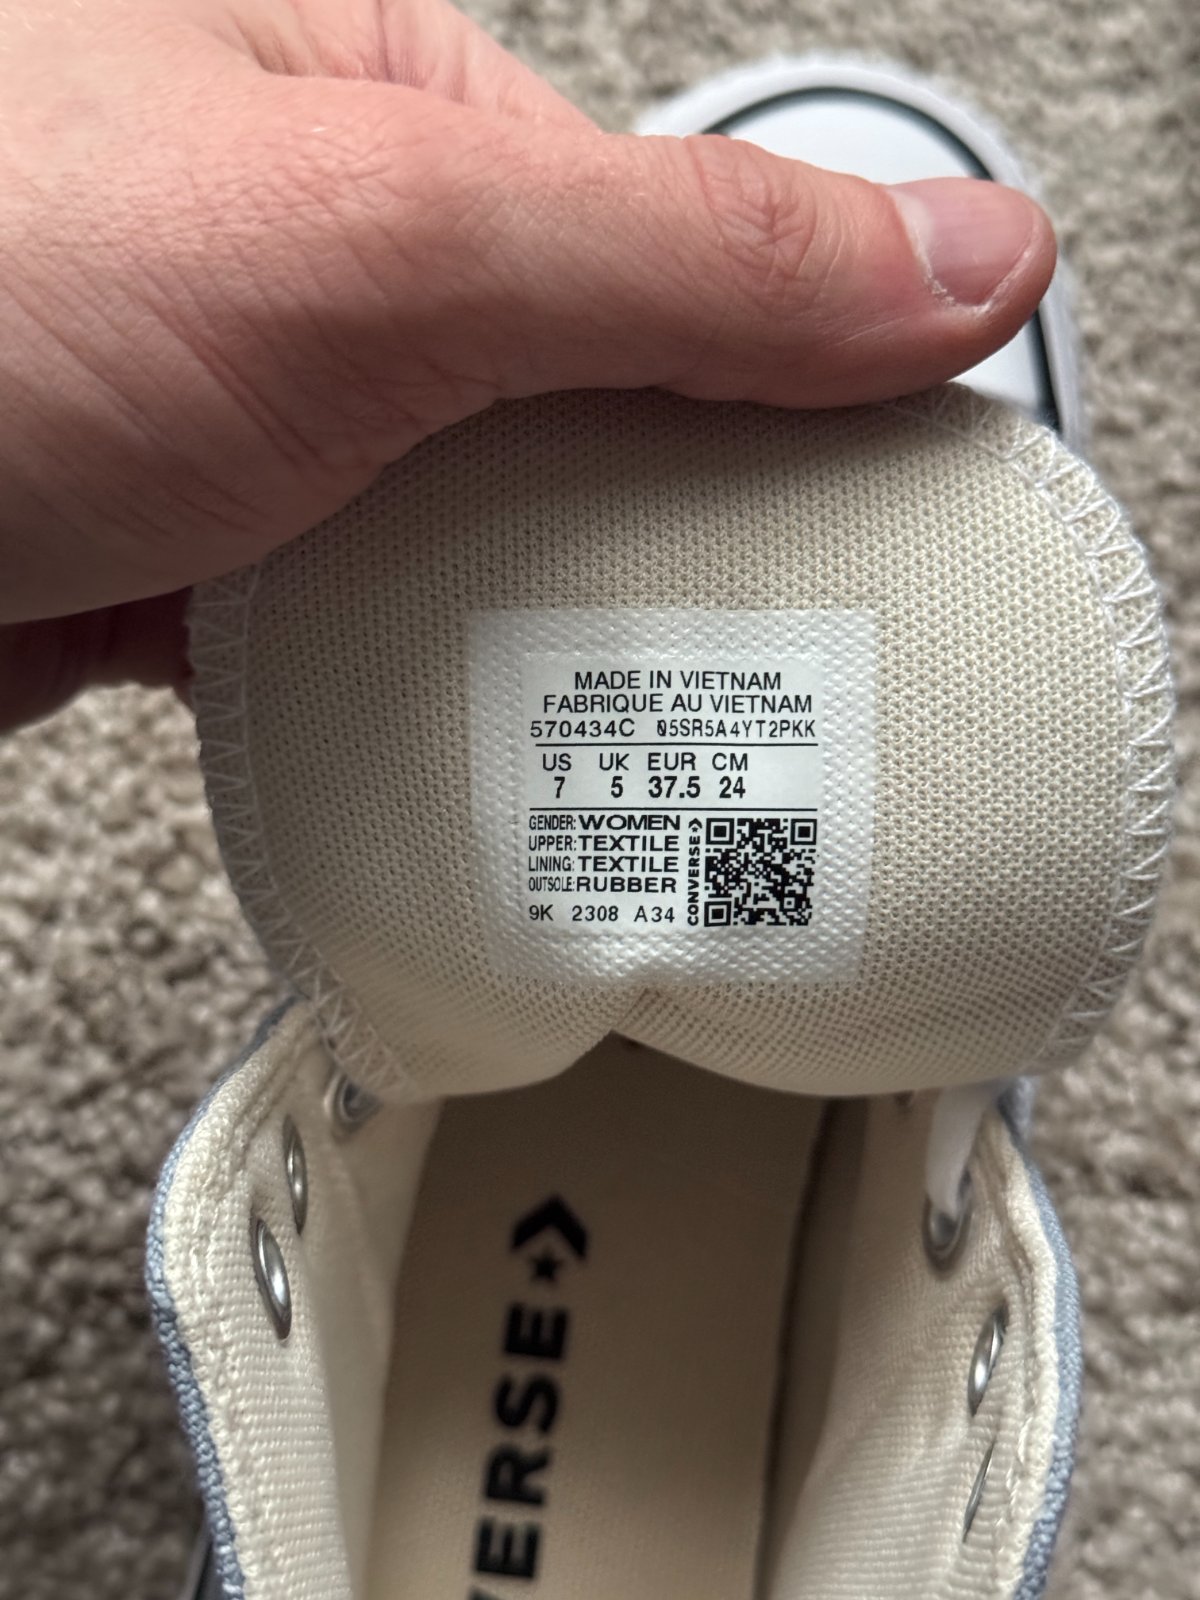 MADE IN VIETNAM
FABRIQUE AU VIETNAM
570434C 05SR5A4YT2PKK
US UK EUR CM
7 5 37.5 24
GENDER: WOMEN
UPPER: TEXTILE
LINING: TEXTILE
OUTSOLE: RUBBER
9K 2308 A34
CONVERSE
VERSE